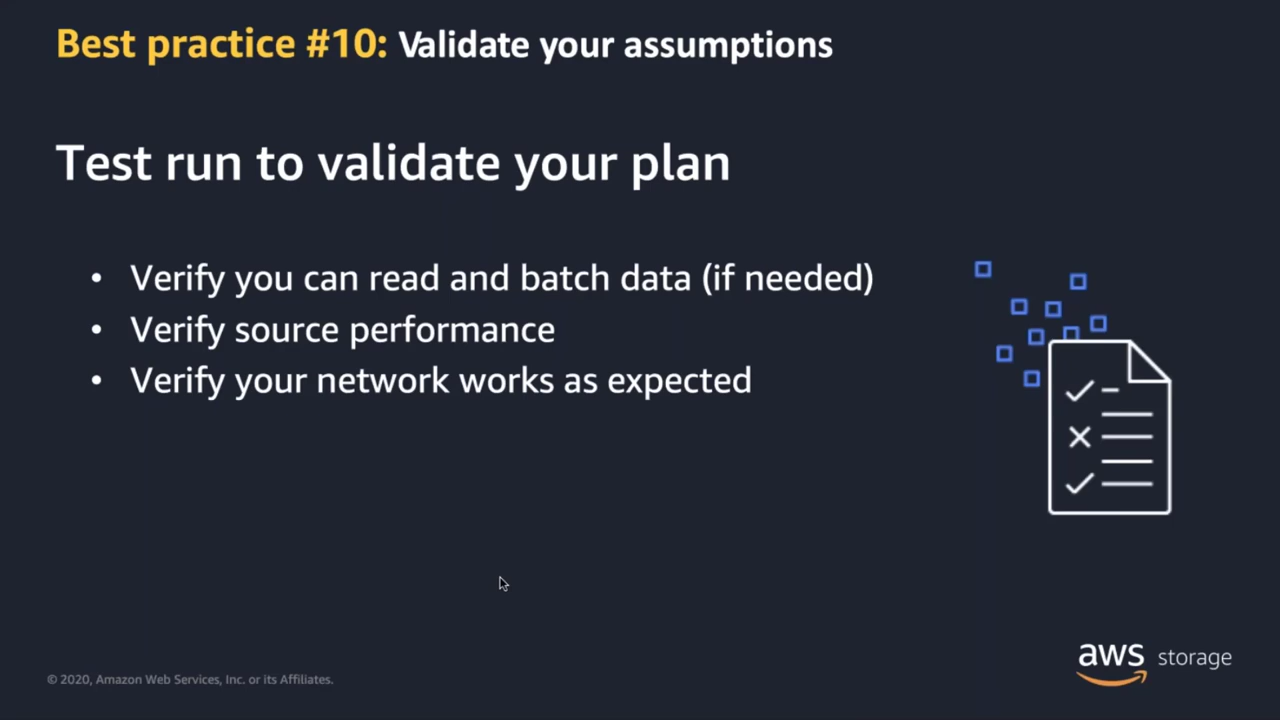 Best practice #10: Validate your assumptions
Test run to validate your plan
• Verify you can read and batch data (if needed)
• Verify source performance
• Verify your network works as expected
aws storage
© 2020, Amazon Web Services, Inc. or its Affiliates.